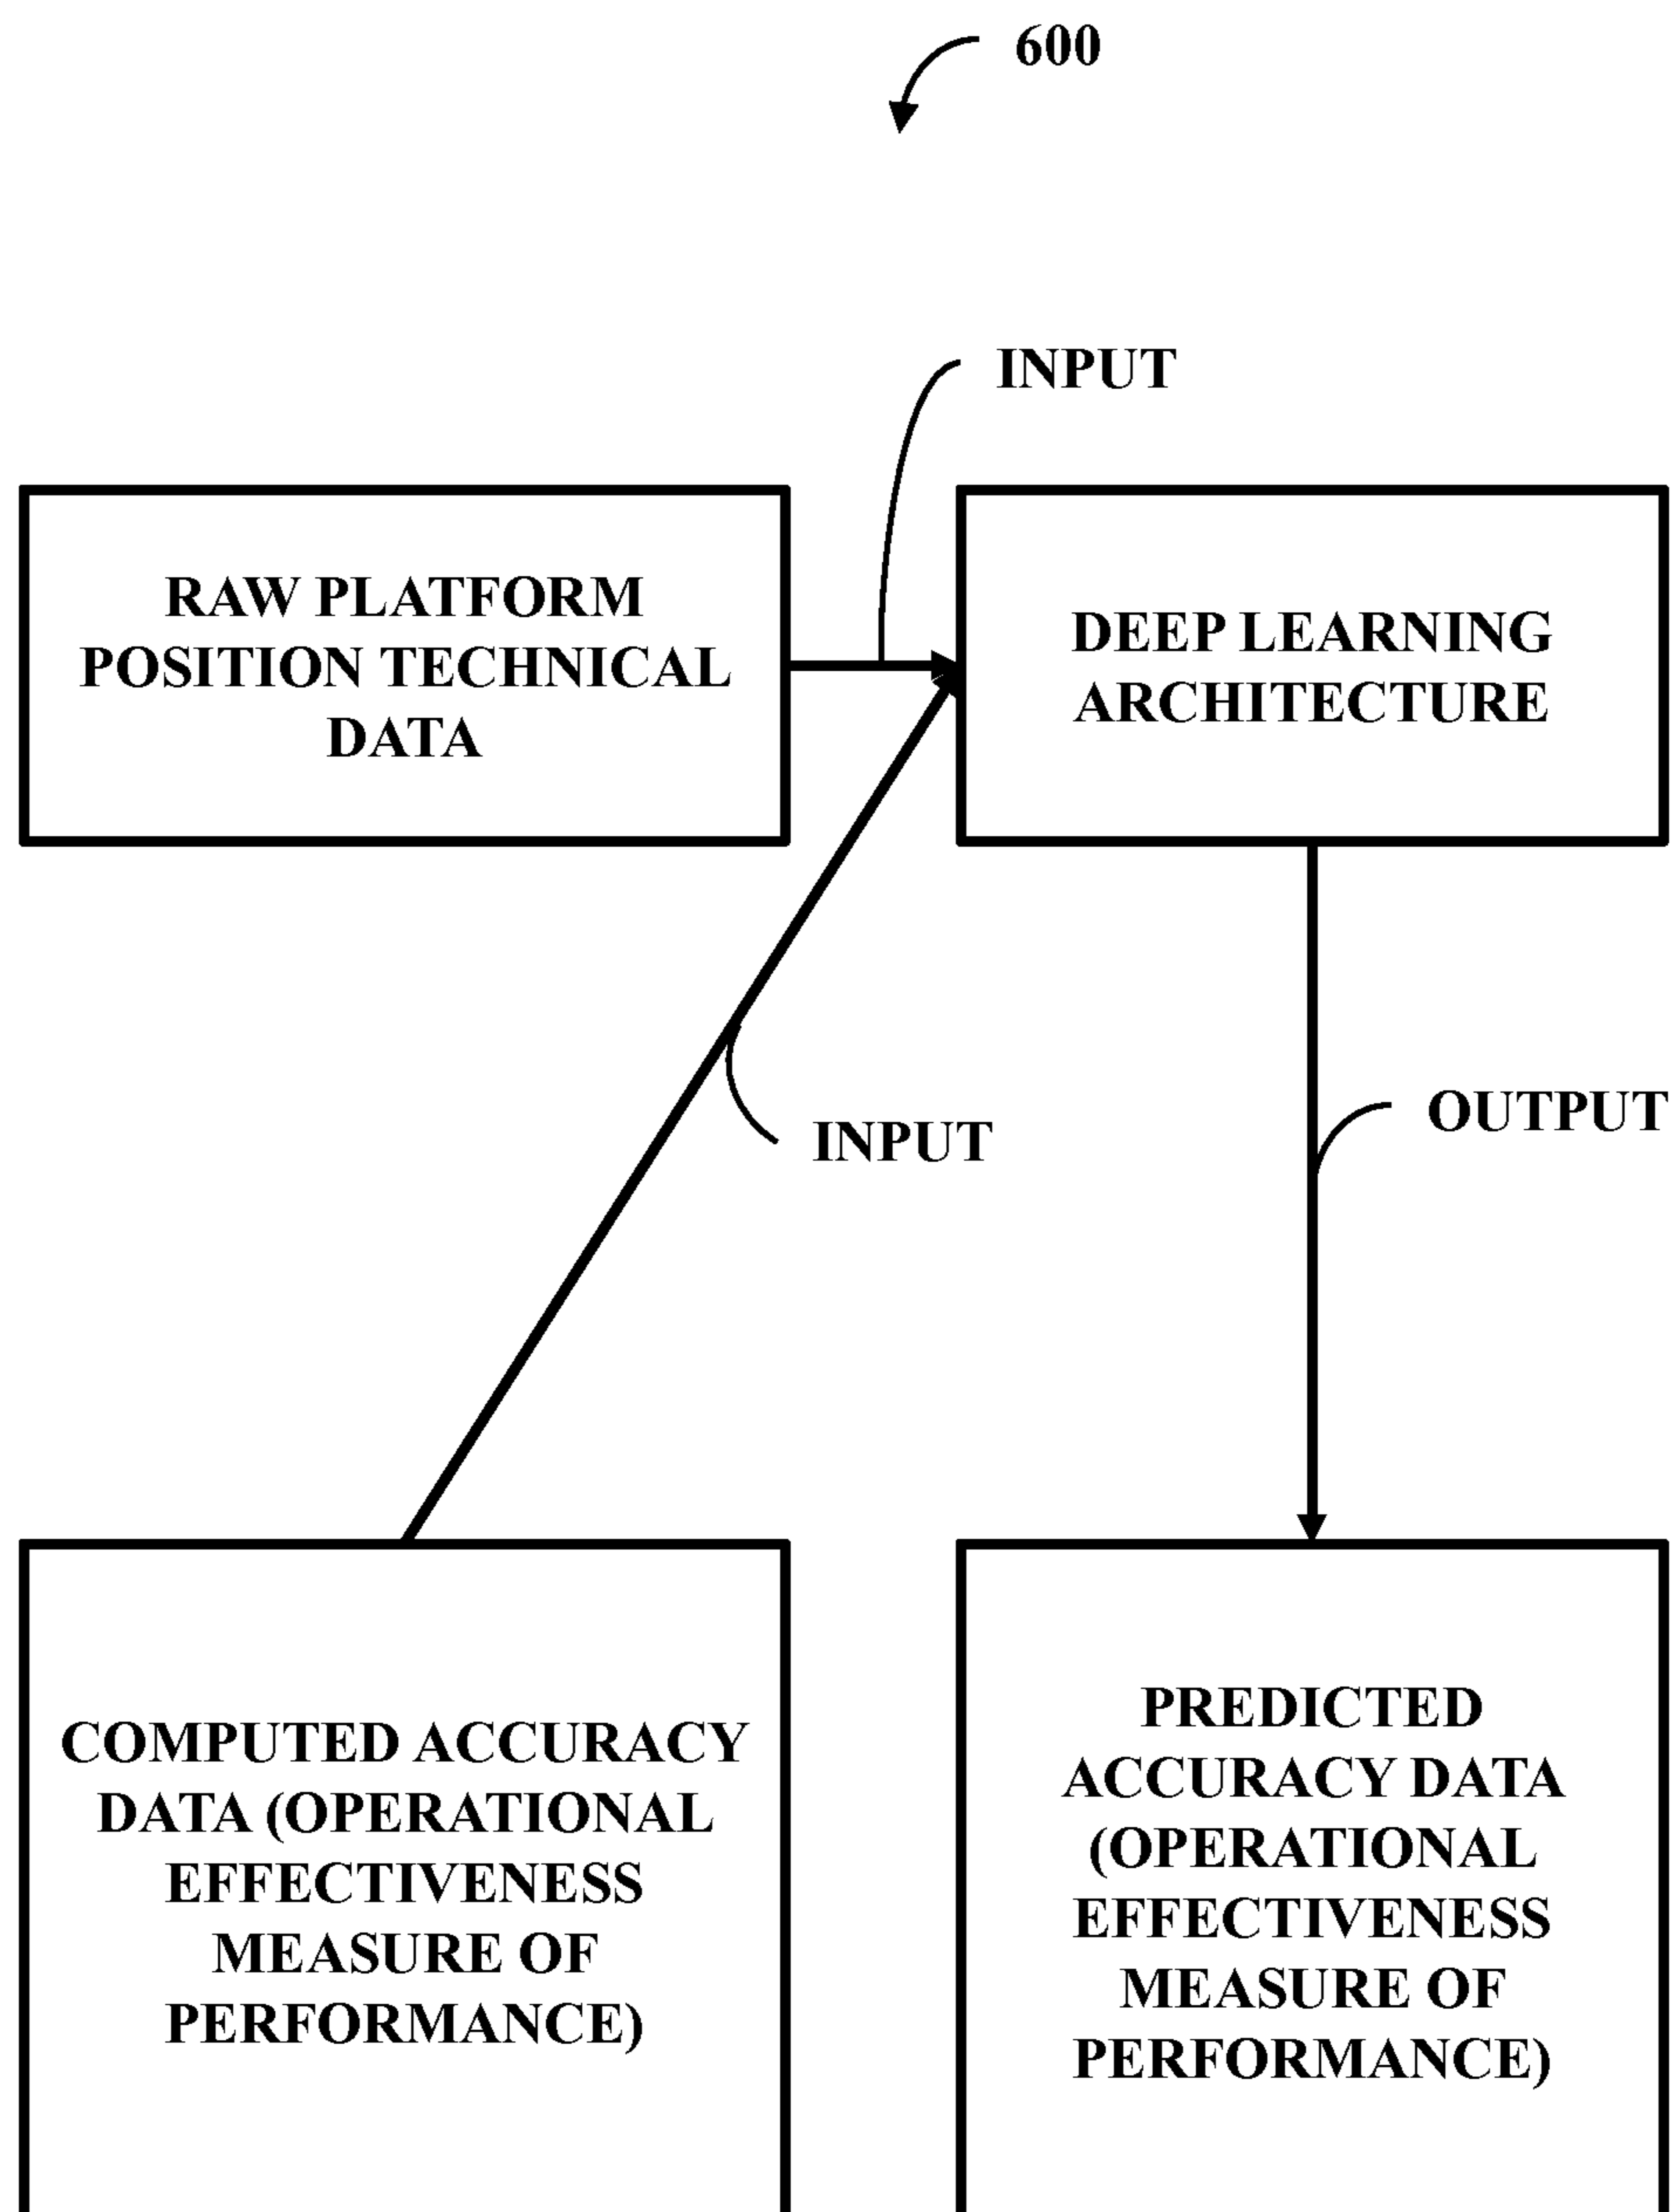 600
INPUT
RAW PLATFORM
POSITION TECHNICAL
DATA
DEEP LEARNING
ARCHITECTURE
INPUT
OUTPUT
COMPUTED ACCURACY
DATA (OPERATIONAL
EFFECTIVENESS
MEASURE OF
PERFORMANCE)
PREDICTED
ACCURACY DATA
(OPERATIONAL
EFFECTIVENESS
MEASURE OF
PERFORMANCE)